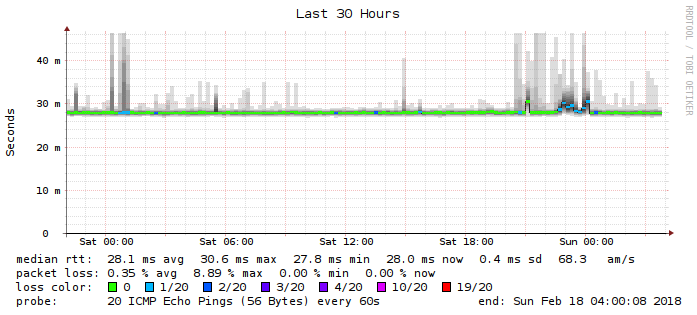 Last 30 Hours
RRDTOOL / TOBI OETIKER
Seconds
40 m
30 m
20 m
10 m
0
Sat 00:00 Sat 06:00 Sat 12:00 Sat 18:00 Sun 00:00
median rtt: 28.1 ms avg 30.6 ms max 27.8 ms min 28.0 ms now 0.4 ms sd 68.3 am/s
packet loss: 0.35 % avg 8.89 % max 0.00 % min 0.00 % now
loss color: 0 1/20 2/20 3/20 4/20 10/20 19/20
probe: 20 ICMP Echo Pings (56 Bytes) every 60s end: Sun Feb 18 04:00:08 2018